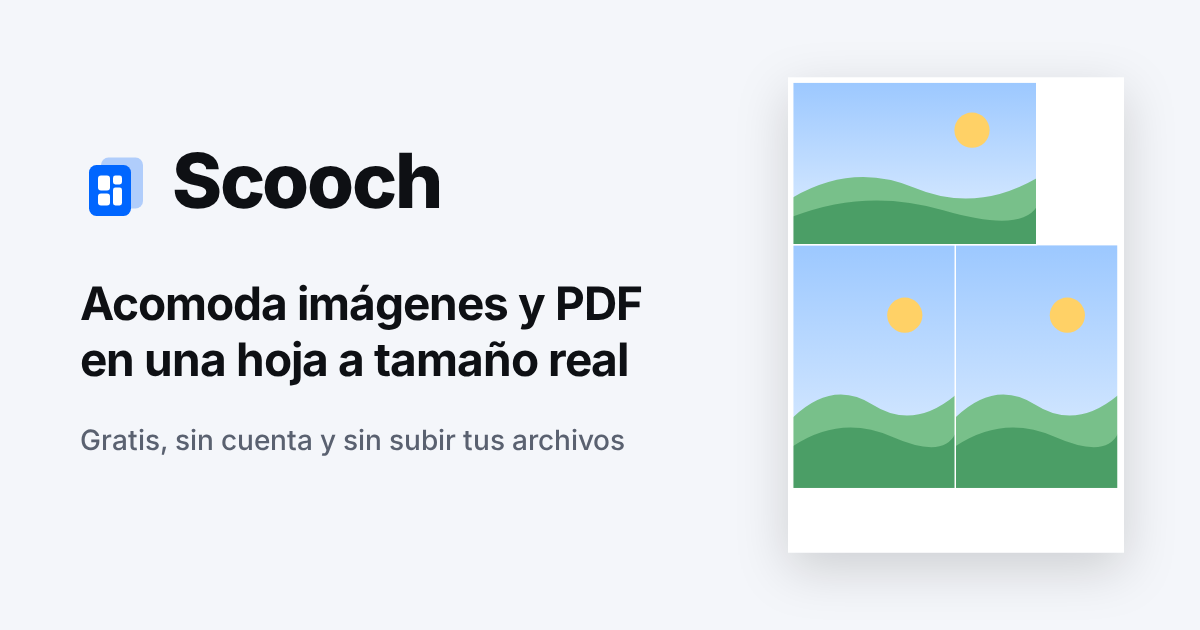 Scooch
Acomoda imágenes y PDF
en una hoja a tamaño real
Gratis, sin cuenta y sin subir tus archivos